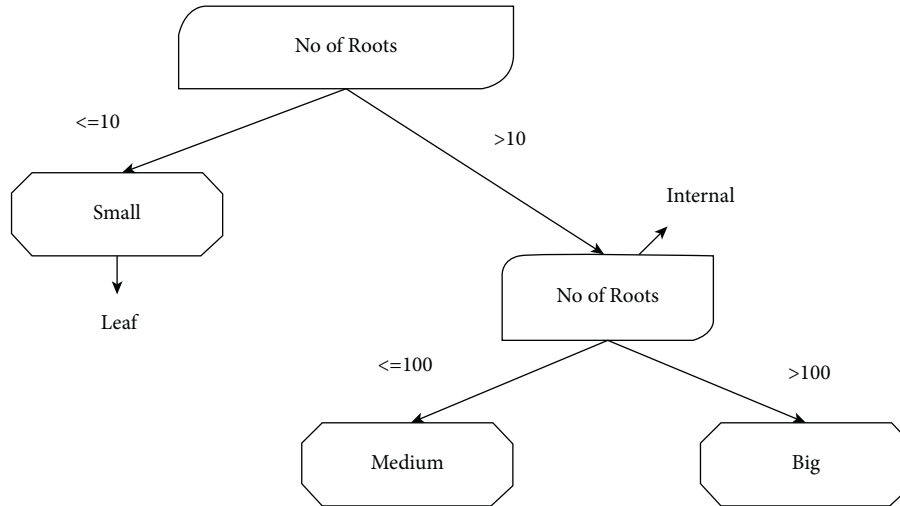 No of Roots
<=10
>10
Small
Internal
Leaf
No of Roots
<=100
>100
Medium
Big